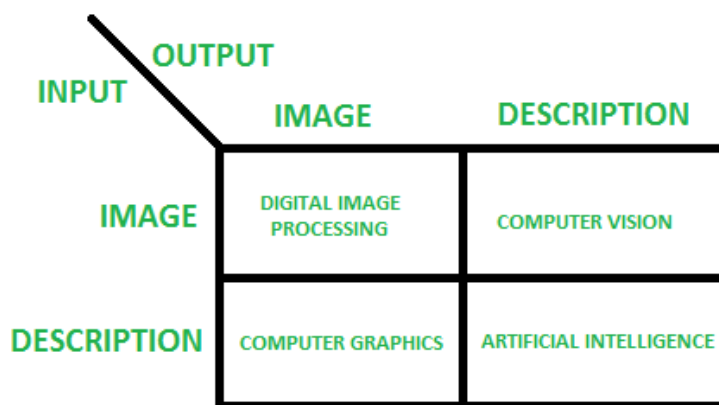 OUTPUT
INPUT
IMAGE
DESCRIPTION
IMAGE
DIGITAL IMAGE
PROCESSING
COMPUTER VISION
DESCRIPTION
COMPUTER GRAPHICS
ARTIFICIAL INTELLIGENCE